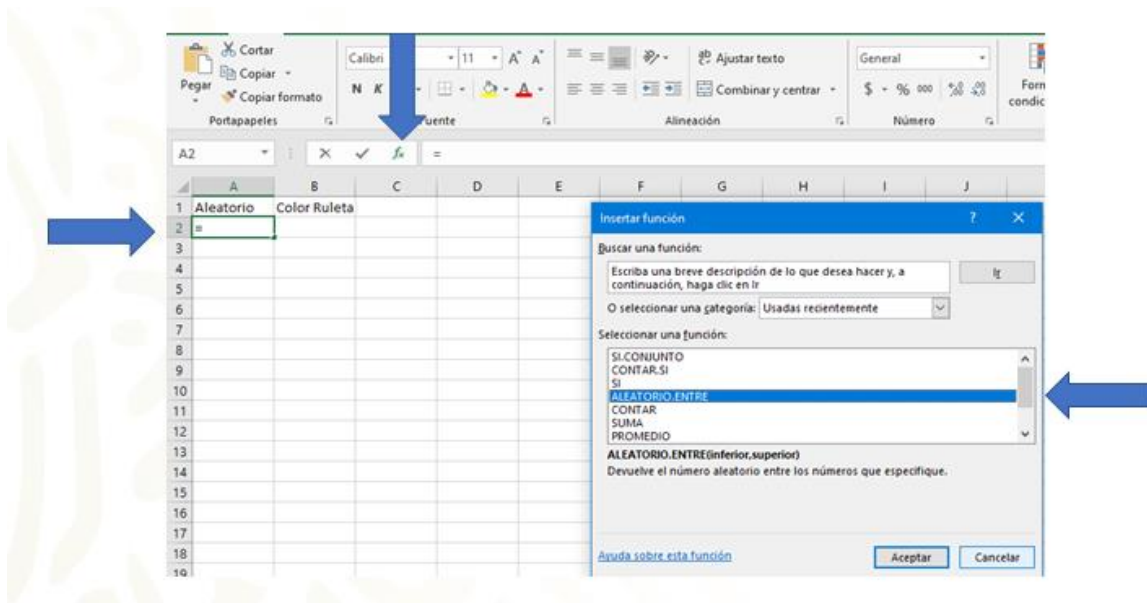 Cortar
Calibri 11 A A Ajustar texto General
Copiar
Pegar
Copiar formato N K A Combinar y centrar $ % 000 Form
condic
Portapapeles uente Alineación Número
A2 fx =
A B C D E F G H I J
1 Aleatorio Color Ruleta
2 =
3
4
5
6
7
8
9
10
11
12
13
14
15
16
17
18
19
Insertar función ? ×
Buscar una función:
Escriba una breve descripción de lo que desea hacer y, a
continuación, haga clic en Ir
Ir
O seleccionar una categoría: Usadas recientemente
Seleccionar una función:
SI.CONJUNTO
CONTAR.SI
SI
ALEATORIO.ENTRE
CONTAR
SUMA
PROMEDIO
ALEATORIO.ENTRE(inferior,superior)
Devuelve el número aleatorio entre los números que especifique.
Ayuda sobre esta función
Aceptar Cancelar